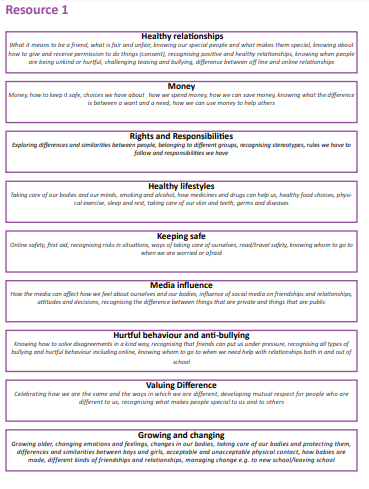 Resource 1
Healthy relationships
What it means to be a friend, what is fair and unfair, knowing our special people and what makes them special, knowing about
how to give and receive permission to do things (consent), recognising positive and healthy relationships, knowing when people
are being unkind or hurtful, challenging teasing and bullying, difference between off line and online relationships
Money
Money, how to keep it safe, choices we have about how we spend money, how we can save money, knowing what the difference
is between a want and a need, how we can use money to help others
Rights and Responsibilities
Exploring differences and similarities between people, belonging to different groups, recognising stereotypes, rules we have to
follow and responsibilities we have
Healthy lifestyles
Taking care of our bodies and our minds, smoking and alcohol, how medicines and drugs can help us, healthy food choices, physi-
cal exercise, sleep and rest, taking care of our skin and teeth, germs and diseases
Keeping safe
Online safety, first aid, recognising risks in situations, ways of taking care of ourselves, road/travel safety, knowing whom to go to
when we are worried or afraid
Media influence
How the media can affect how we feel about ourselves and our bodies, influence of social media on friendships and relationships,
attitudes and decisions, recognising the difference between things that are private and things that are public
Hurtful behaviour and anti-bullying
Knowing how to solve disagreements in a kind way, recognising that friends can put us under pressure, recognising all types of
bullying and hurtful behaviour including online, knowing whom to go to when we need help with relationships both in and out of
school
Valuing Difference
Celebrating how we are the same and the ways in which we are different, developing mutual respect for people who are
different to us, recognising what makes people special to us and to others
Growing and changing
Growing older, changing emotions and feelings, changes in our bodies, taking care of our bodies and protecting them,
differences and similarities between boys and girls, acceptable and unacceptable physical contact, how babies are
made, different kinds of friendships and relationships, managing change e.g. to new school/leaving school